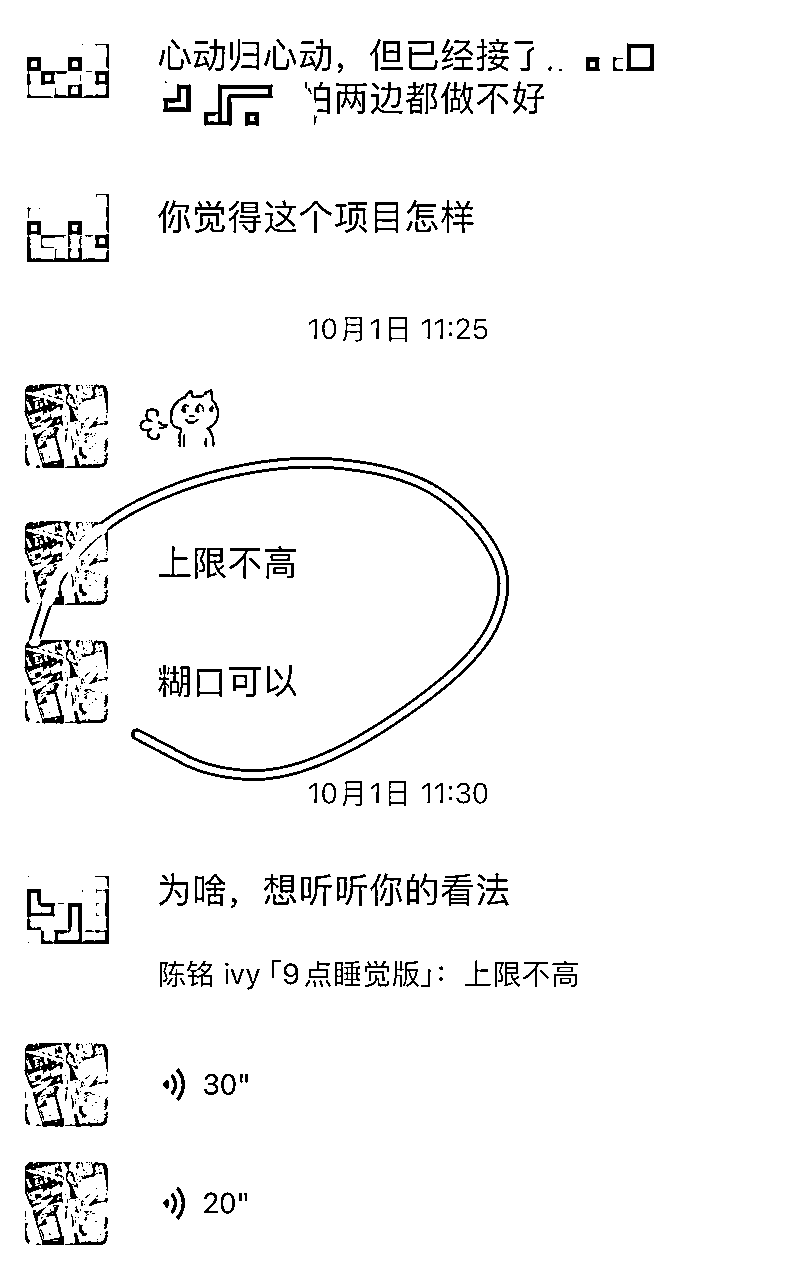 心动归心动，但已经接了
怕两边都做不好
你觉得这个项目怎样
10月1日 11:25
上限不高
糊口可以
10月1日 11:30
为啥，想听听你的看法
陈铭 ivy「9点睡觉版」：上限不高
30"
20"